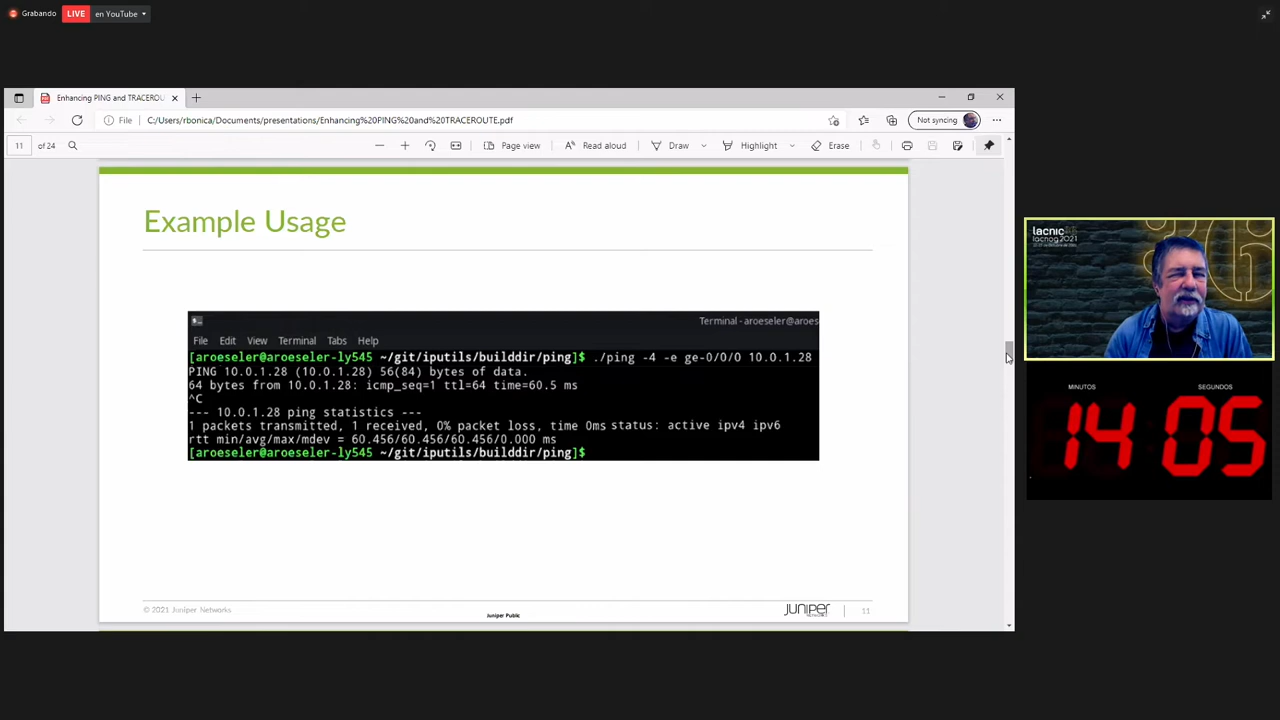 Grabando
LIVE
en YouTube
Enhancing PING and TRACEROU
File
C:/Users/rbonica/Documents/presentations/Enhancing%20PING%20and%20TRACEROUTE.pdf
Not syncing
11 of 24
Page view
Read aloud
Draw
Highlight
Erase
Example Usage
Terminal - aroeseler@aroes
File Edit View Terminal Tabs Help
[aroeseler@aroeseler-ly545 ~/git/iputils/builddir/ping]$ ./ping -4 -e ge-0/0/0 10.0.1.28
PING 10.0.1.28 (10.0.1.28) 56(84) bytes of data.
64 bytes from 10.0.1.28: icmp_seq=1 ttl=64 time=60.5 ms
^C
--- 10.0.1.28 ping statistics ---
1 packets transmitted, 1 received, 0% packet loss, time 0ms status: active ipv4 ipv6
rtt min/avg/max/mdev = 60.456/60.456/60.456/0.000 ms
[aroeseler@aroeseler-ly545 ~/git/iputils/builddir/ping]$
© 2021 Juniper Networks
Juniper Public
JUNIPER
NETWORKS
11
lacnic36
lacnog2021
36
MINUTOS
SEGUNDOS
14 05